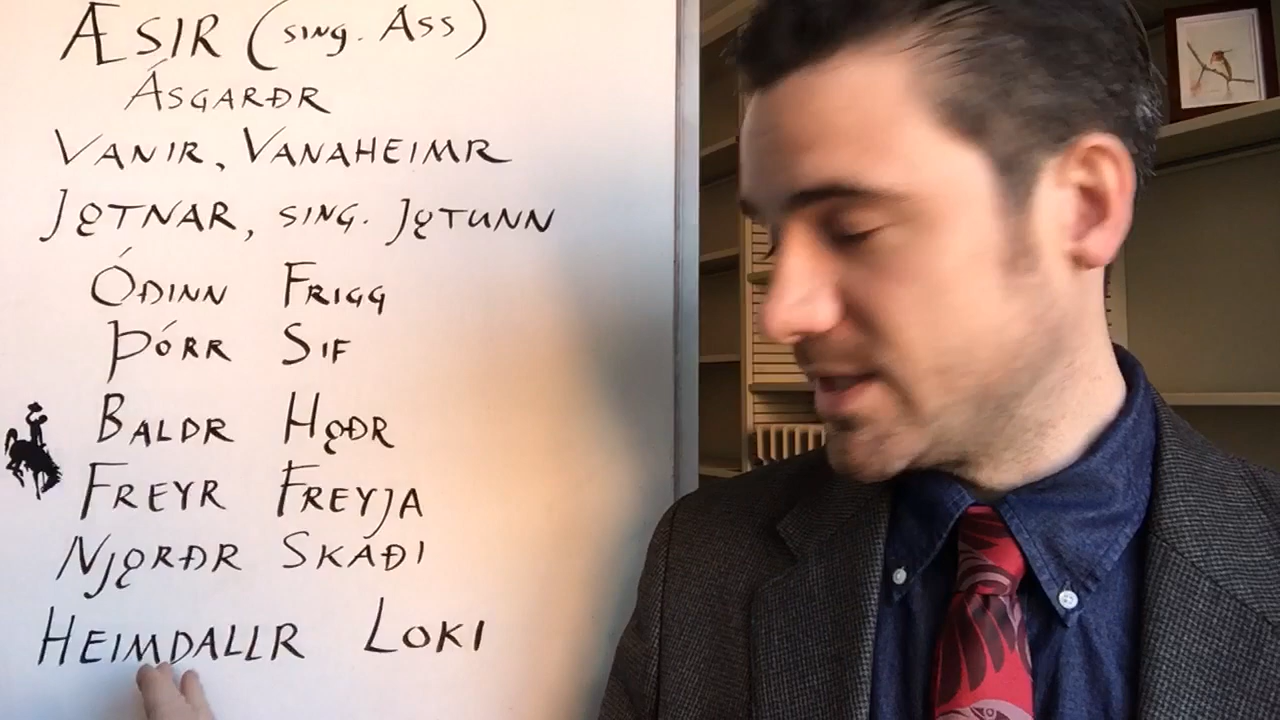 ÆSIR (SING. ÁSS)
ÁSGARÐR
VANIR, VANAHEIMR
JǪTNAR, SING. JǪTUNN
ÓÐINN FRIGG
ÞÓRR SIF
BALDR HǪÐR
FREYR FREYJA
NJǪRÐR SKAÐI
HEIMDALLR LOKI